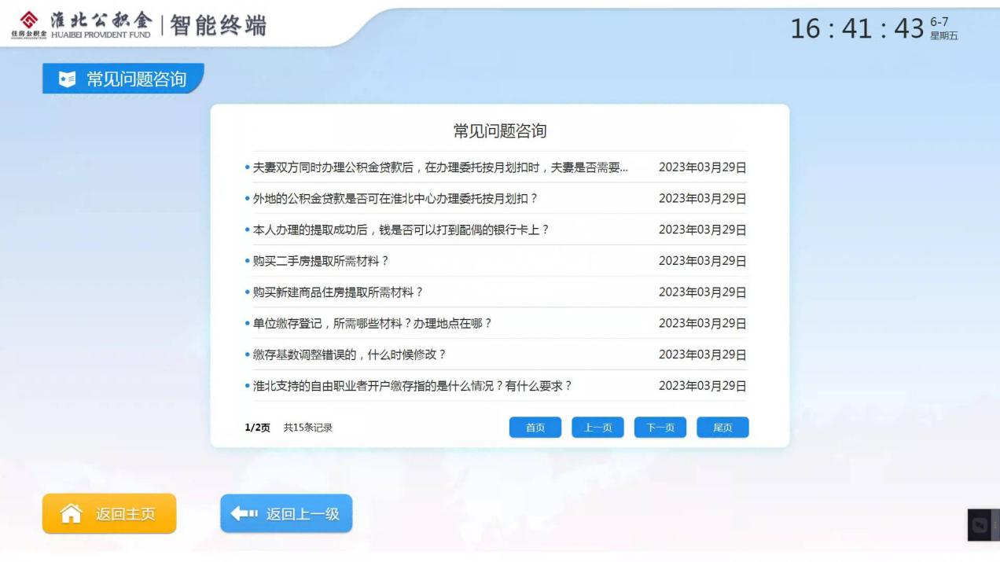 淮北公积金 智能终端
住房公积金 HUAIBEI PROVIDENT FUND
16 : 41 : 43 6-7
星期五
常见问题咨询
常见问题咨询
夫妻双方同时办理公积金贷款后，在办理委托按月划扣时，夫妻是否需要... 2023年03月29日
外地的公积金贷款是否可在淮北中心办理委托按月划扣？ 2023年03月29日
本人办理的提取成功后，钱是否可以打到配偶的银行卡上？ 2023年03月29日
购买二手房提取所需材料？ 2023年03月29日
购买新建商品住房提取所需材料？ 2023年03月29日
单位缴存登记，所需哪些材料？办理地点在哪？ 2023年03月29日
缴存基数调整错误的，什么时候修改？ 2023年03月29日
淮北支持的自由职业者开户缴存指的是什么情况？有什么要求？ 2023年03月29日
1/2页 共15条记录 首页 上一页 下一页 尾页
返回主页 返回上一级